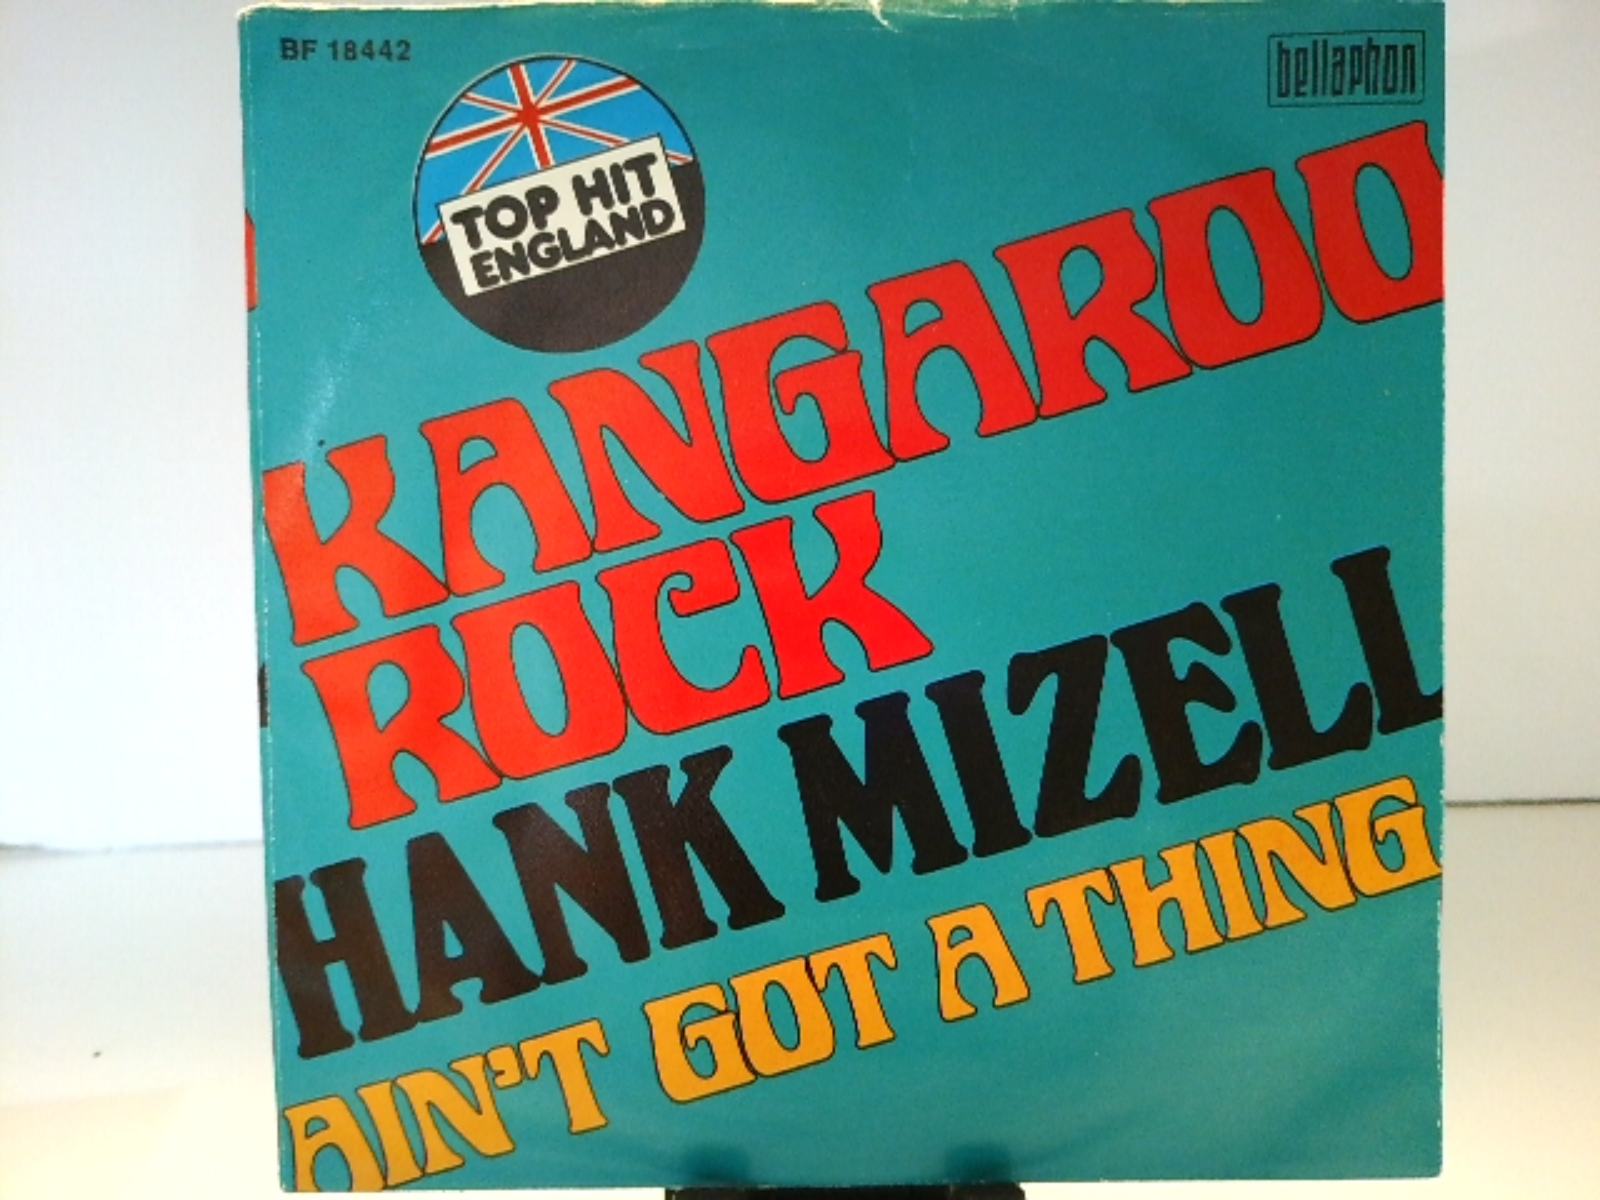 BF 18442
bellaphon
TOP HIT
ENGLAND
KANGAROO
ROCK
HANK MIZELL
AIN'T GOT A THING